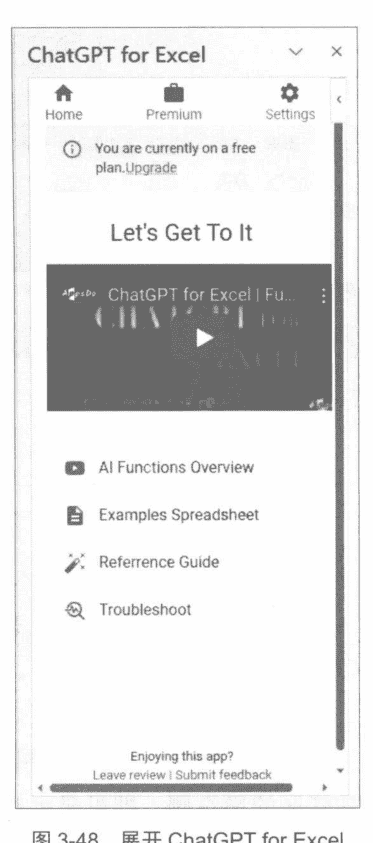 ChatGPT for Excel
Home Premium Settings
You are currently on a free
plan.Upgrade
Let's Get To It
ChatGPT for Excel | Fu...
AI Functions Overview
Examples Spreadsheet
Referrence Guide
Troubleshoot
Enjoying this app?
Leave review | Submit feedback
图 3-48 展开 ChatGPT for Excel